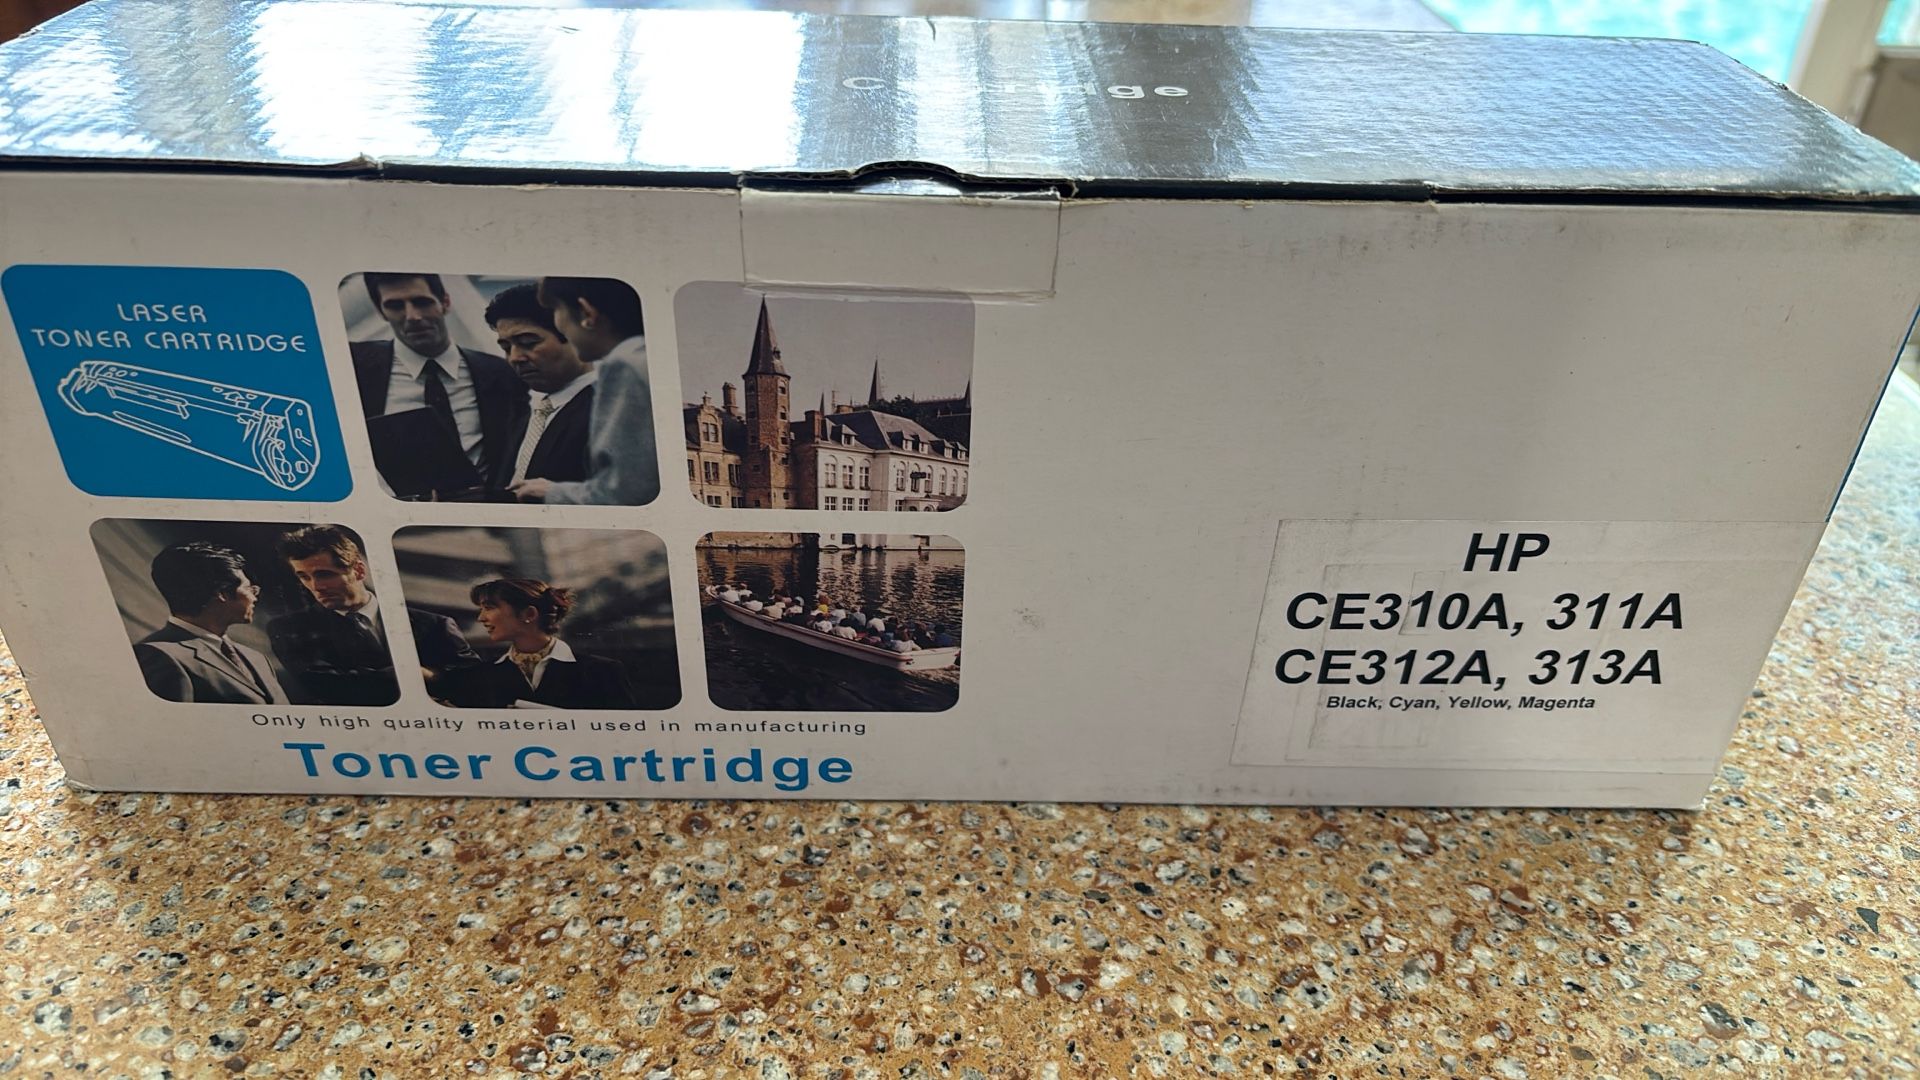 LASER
TONER CARTRIDGE
Only high quality material used in manufacturing
Toner Cartridge
HP
CE310A, 311A
CE312A, 313A
Black, Cyan, Yellow, Magenta